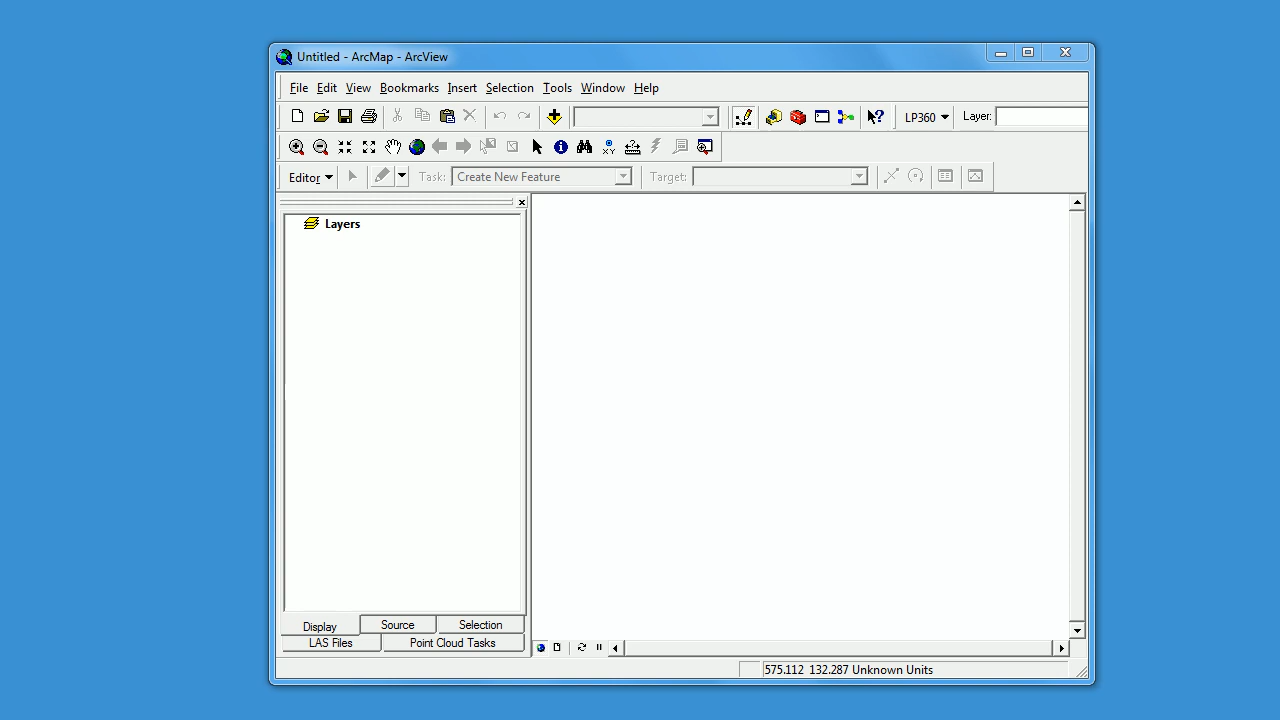 Untitled - ArcMap - ArcView
File Edit View Bookmarks Insert Selection Tools Window Help
LP360 Layer:
Editor Task: Create New Feature Target:
Layers
Display Source Selection
LAS Files Point Cloud Tasks
575.112 132.287 Unknown Units